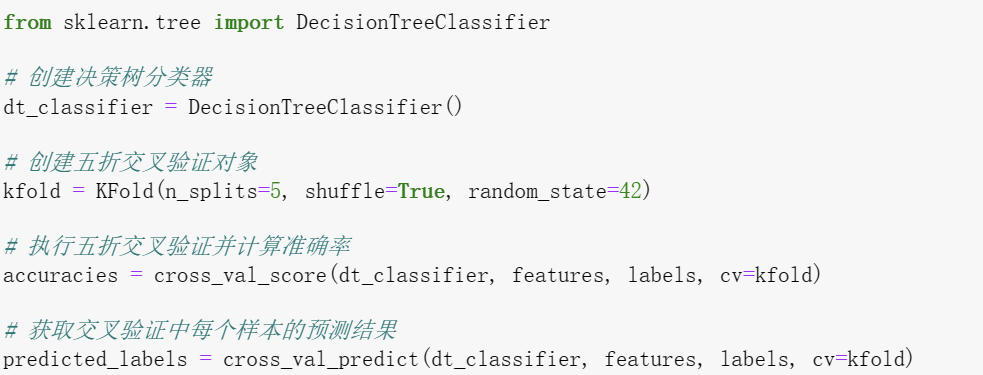 from sklearn.tree import DecisionTreeClassifier
# 创建决策树分类器
dt_classifier = DecisionTreeClassifier()
# 创建五折交叉验证对象
kfold = KFold(n_splits=5, shuffle=True, random_state=42)
# 执行五折交叉验证并计算准确率
accuracies = cross_val_score(dt_classifier, features, labels, cv=kfold)
# 获取交叉验证中每个样本的预测结果
predicted_labels = cross_val_predict(dt_classifier, features, labels, cv=kfold)